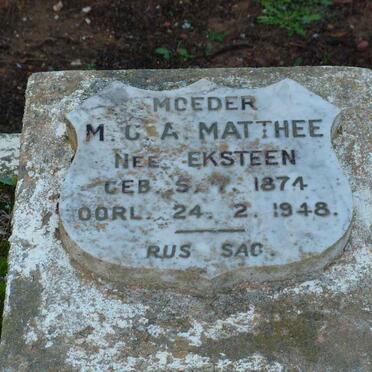 MOEDER
M. C. A. MATTHEE
NEE EKSTEEN
GEB. 5. 7. 1874.
OORL. 24. 2. 1948.
RUS SAG.